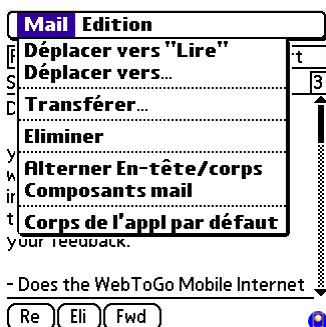 Mail Edition
Déplacer vers "Lire"
Déplacer vers...
Transférer...
Eliminer
Alterner En-tête/corps
Composants mail
Corps de l'appl par défaut
3
your feedback.
- Does the WebToGo Mobile Internet
Re Eli Fwd